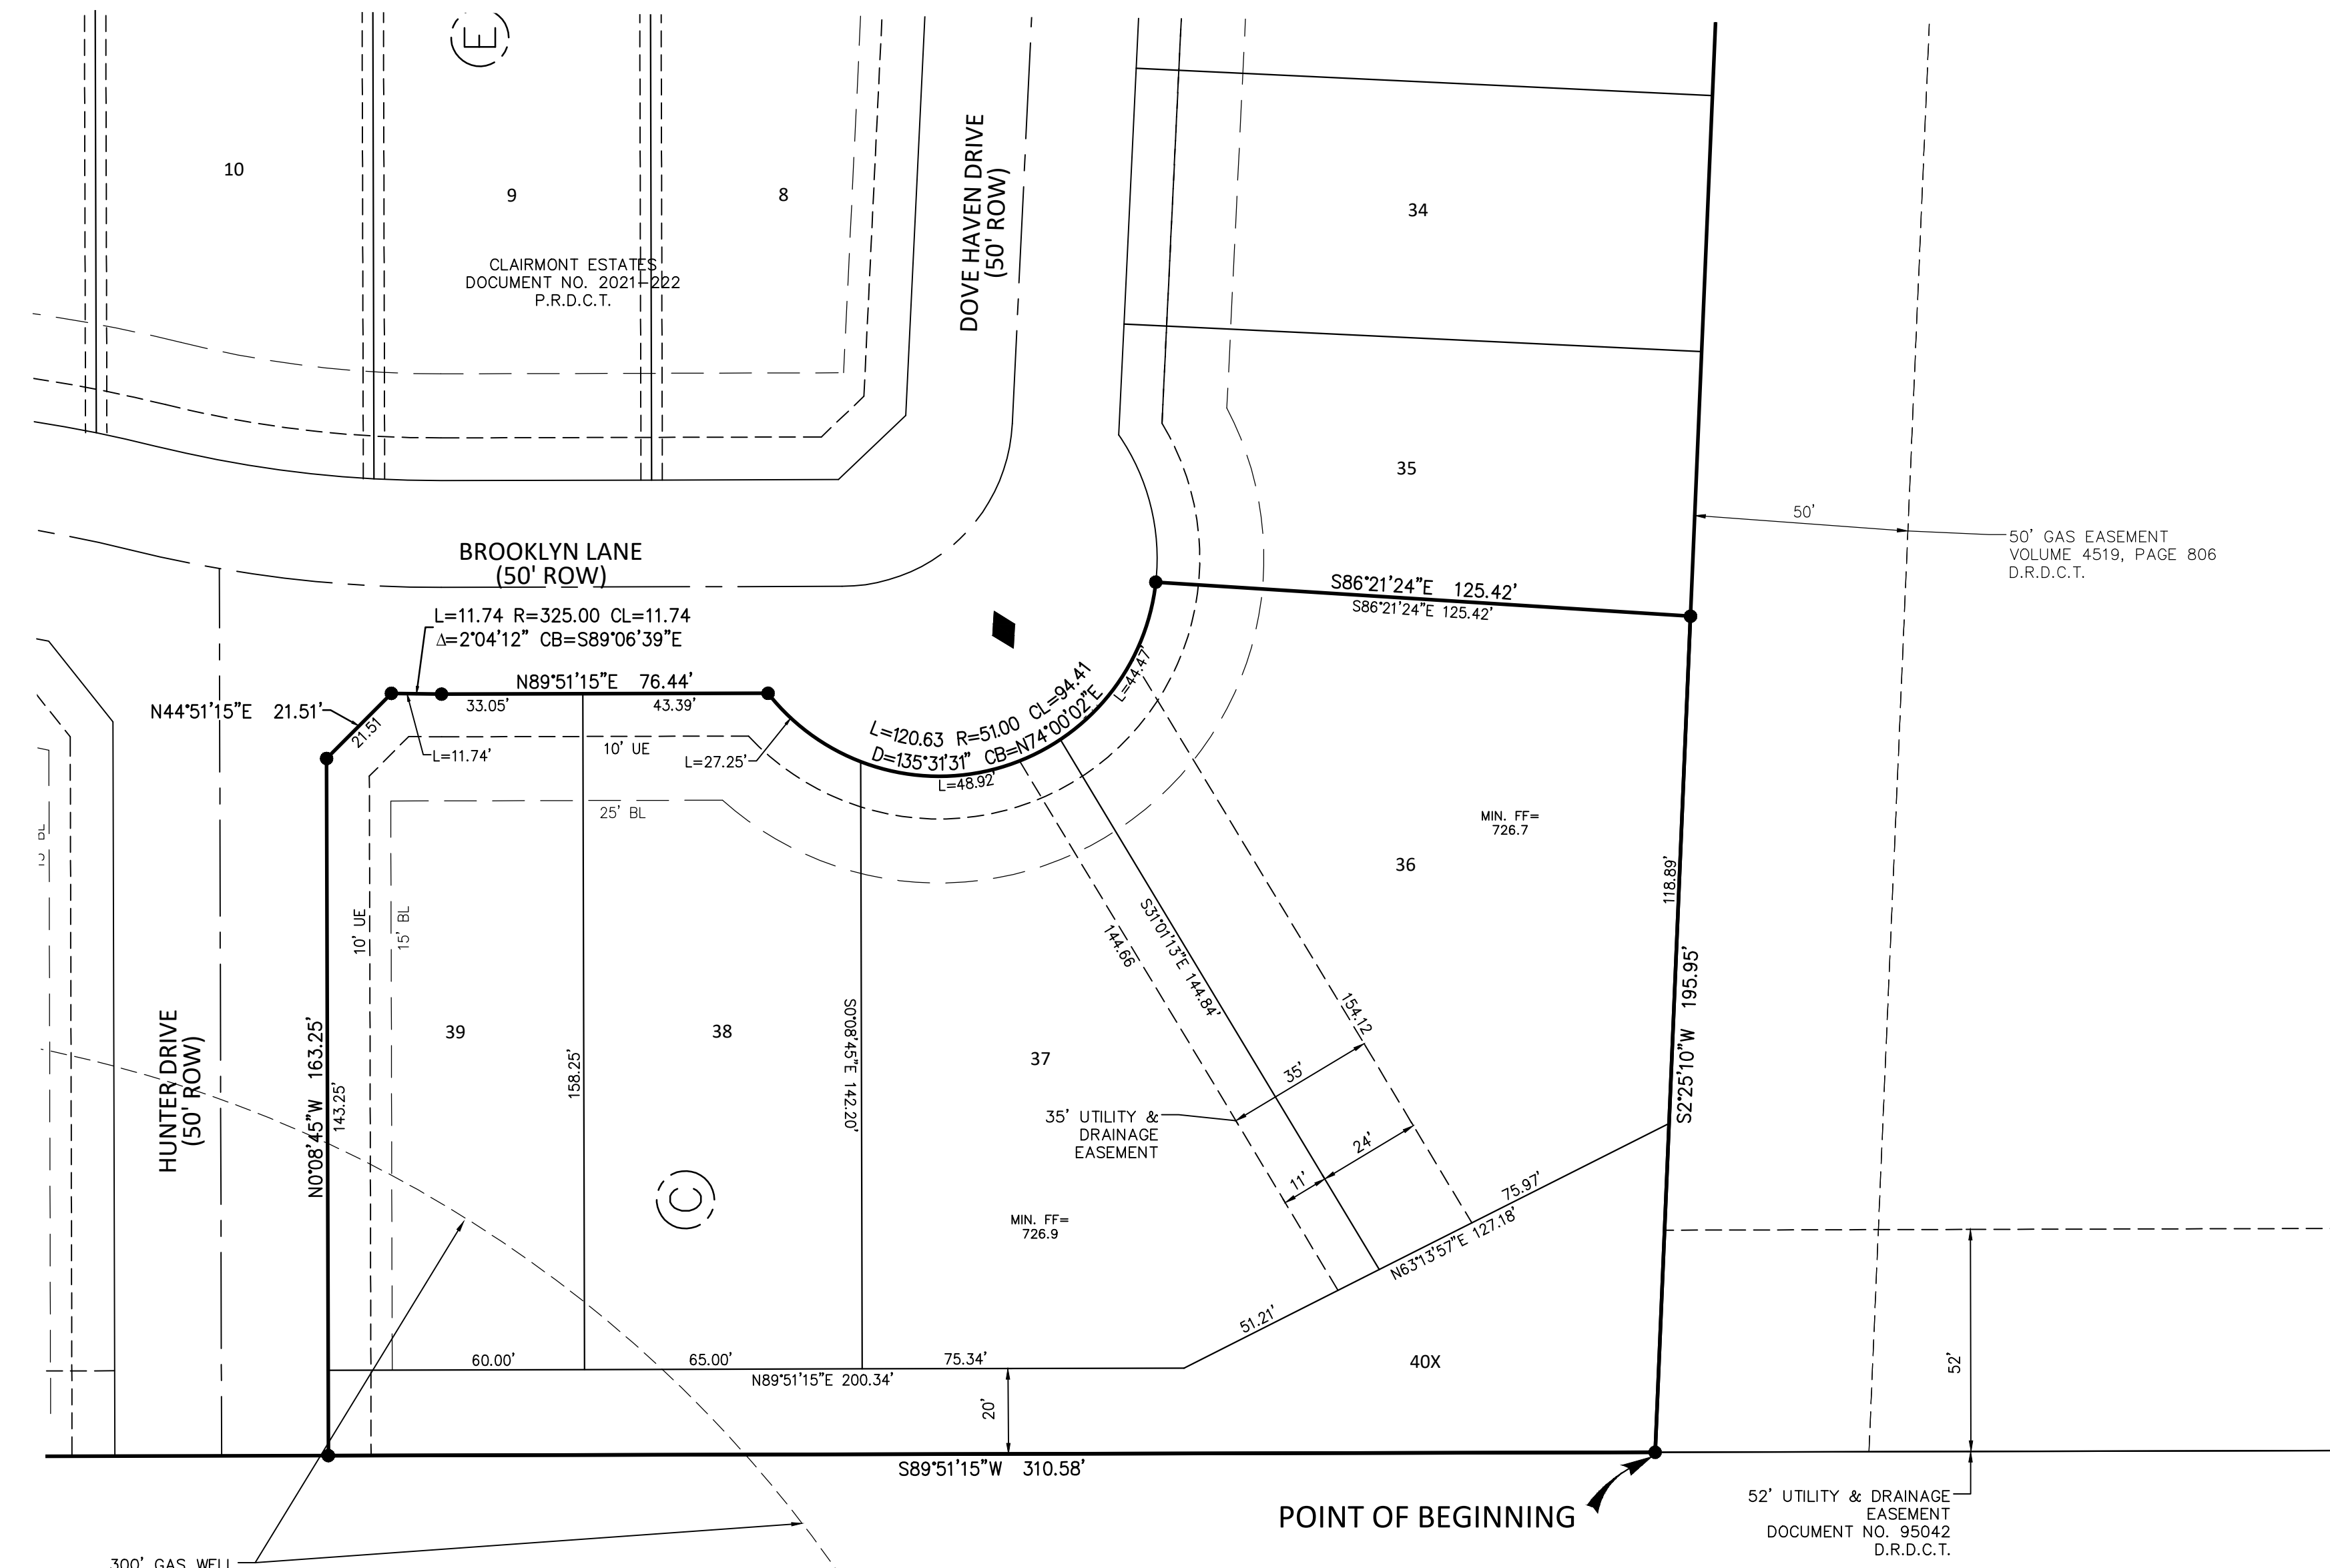 E
10
9
8
34
CLAIRMONT ESTATES
DOCUMENT NO. 2021-222
P.R.D.C.T.
DOVE HAVEN DRIVE
(50' ROW)
35
50'
50' GAS EASEMENT
VOLUME 4519, PAGE 806
D.R.D.C.T.
BROOKLYN LANE
(50' ROW)
S86°21'24"E 125.42'
S86°21'24"E 125.42'
L=11.74 R=325.00 CL=11.74
Δ=2°04'12" CB=S89°06'39"E
N89°51'15"E 76.44'
33.05'
43.39'
N44°51'15"E 21.51'
21.51
L=11.74'
10' UE
L=27.25'
L=120.63 R=51.00 CL=94.41
D=135°31'31" CB=N74°00'02"E
L=48.92'
L=44.47'
25' BL
15' BL
MIN. FF=
726.7
36
118.89'
10' UE
15' BL
144.66
S31°01'13"E 144.84'
154.12
S2°25'10"W 195.95'
HUNTER DRIVE
(50' ROW)
N0°08'45"W 163.25'
143.25'
39
158.25'
38
S0°08'45"E 142.20'
37
35'
35' UTILITY &
DRAINAGE
EASEMENT
24'
11'
C
MIN. FF=
726.9
75.97'
N63°13'57"E 127.18'
51.21'
60.00'
65.00'
75.34'
N89°51'15"E 200.34'
20'
40X
52'
S89°51'15"W 310.58'
POINT OF BEGINNING
52' UTILITY & DRAINAGE
EASEMENT
DOCUMENT NO. 95042
D.R.D.C.T.
300' GAS WELL